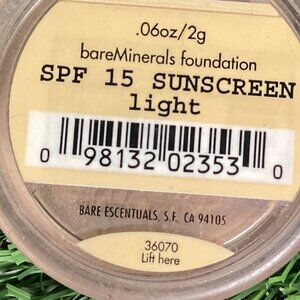 .06oz/2g
bareMinerals foundation
SPF 15 SUNSCREEN
light
0 98132 02353 0
BARE ESCENTUALS, S.F., CA 94105
36070
Lift here